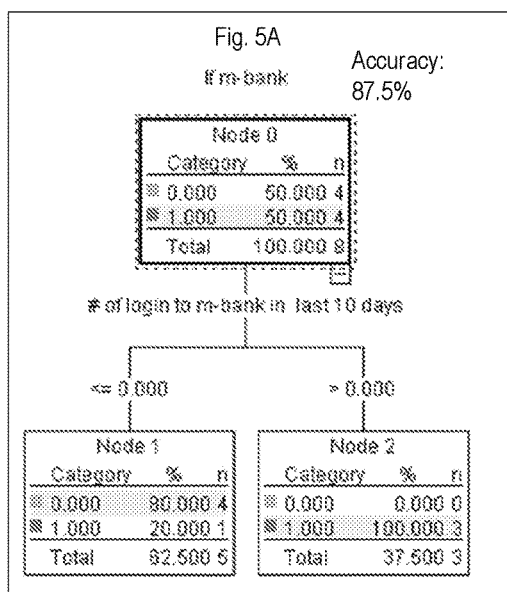 Fig. 5A
If m-bank
Accuracy:
87.5%
Node 0
Category % n
0.000 50.000 4
1.000 50.000 4
Total 100.000 8
# of login to m-bank in last 10 days
<= 0.000
> 0.000
Node 1
Category % n
0.000 80.000 4
1.000 20.000 1
Total 62.500 5
Node 2
Category % n
0.000 0.000 0
1.000 100.000 3
Total 37.500 3